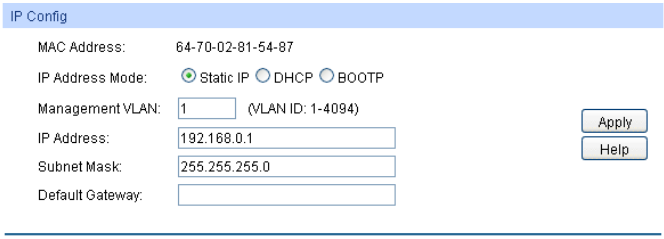 IP Config
MAC Address: 64-70-02-81-54-87
IP Address Mode: Static IP DHCP BOOTP
Management VLAN: 1 (VLAN ID: 1-4094)
Apply
IP Address: 192.168.0.1
Help
Subnet Mask: 255.255.255.0
Default Gateway: